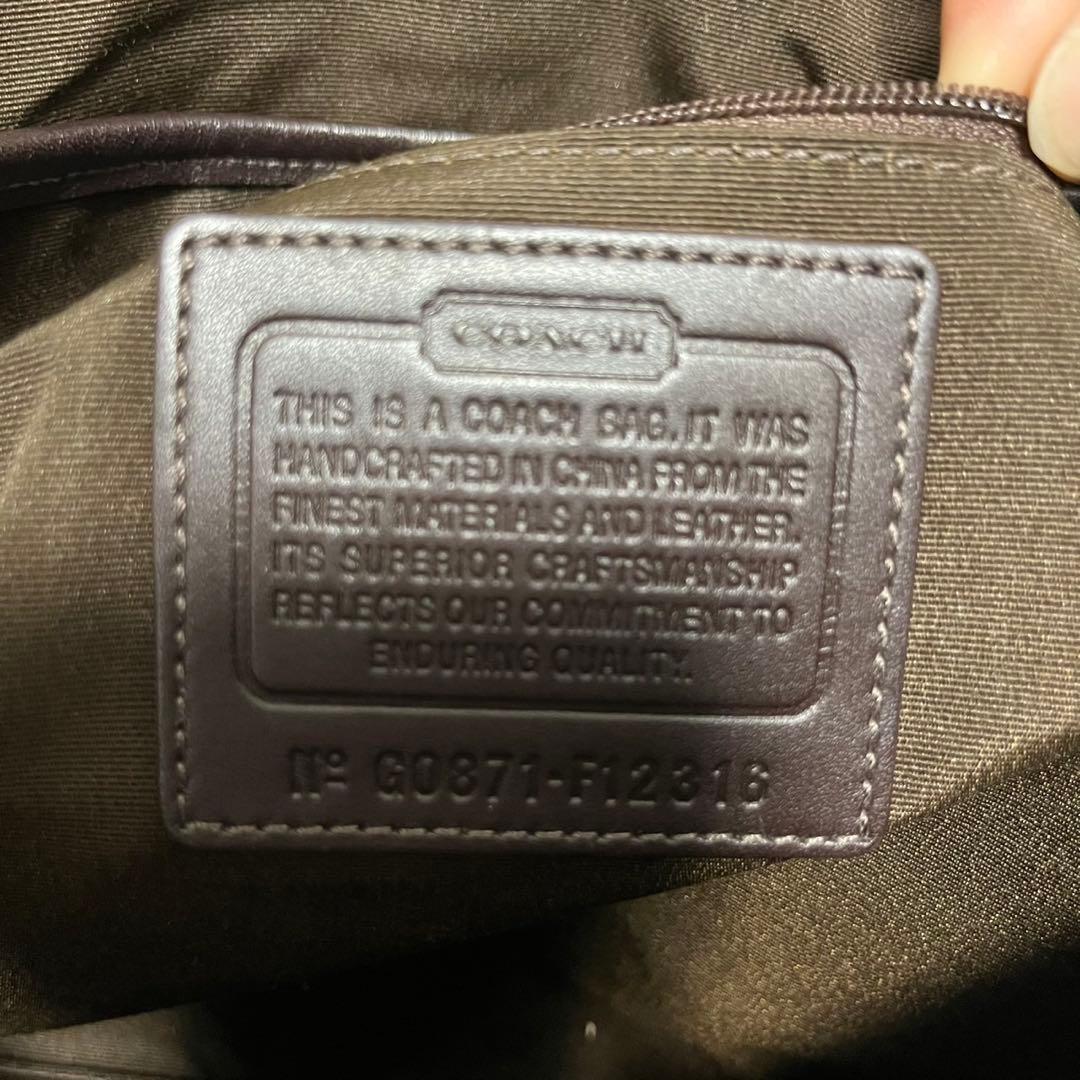 COACH
THIS IS A COACH BAG. IT WAS
HANDCRAFTED IN CHINA FROM THE
FINEST MATERIALS AND LEATHER.
ITS SUPERIOR CRAFTSMANSHIP
REFLECTS OUR COMMITMENT TO
ENDURING QUALITY.
Nº G0871-F12316